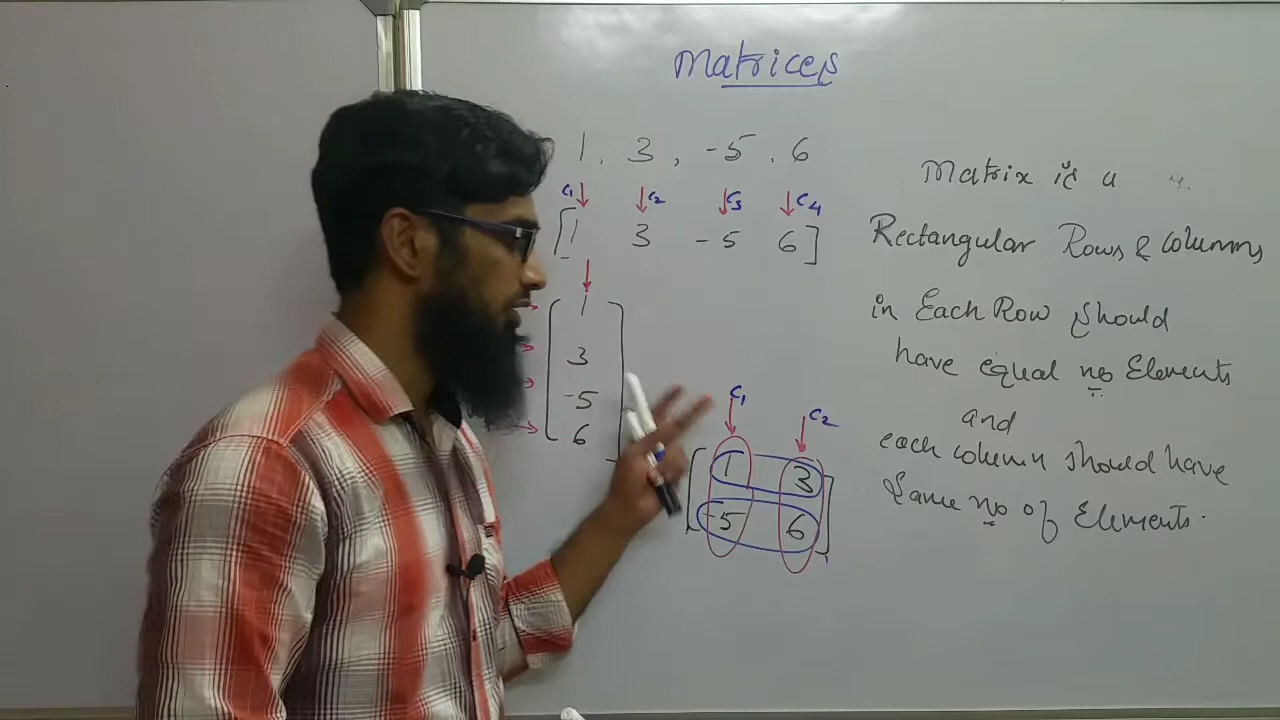 Matrices
1, 3, -5, 6
C1 C2 C3 C4
[1 3 -5 6]
1
3
-5
6
C1 C2
1 3
-5 6
Matrix is a
Rectangular Rows & Columns
in Each Row should
have equal no Elements
and
each column should have
Same no of Elements.